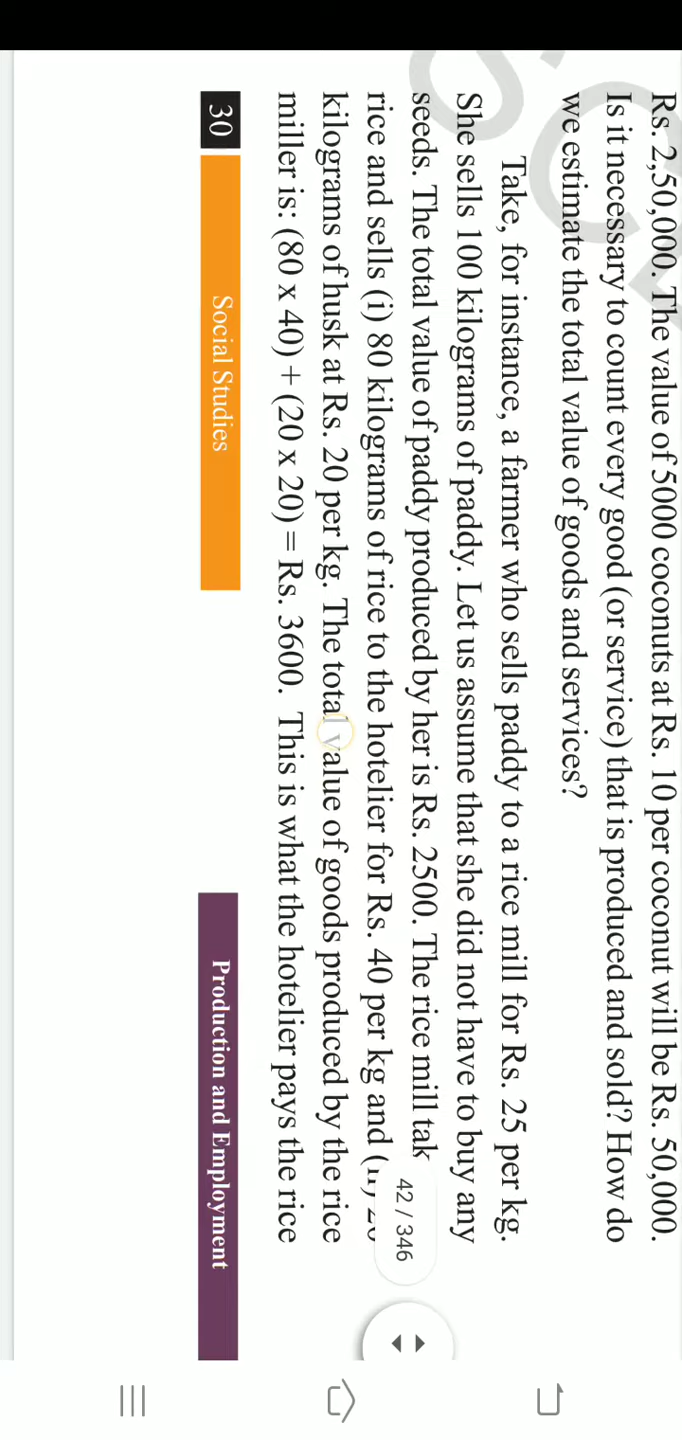 Rs. 2,50,000. The value of 5000 coconuts at Rs. 10 per coconut will be Rs. 50,000.
Is it necessary to count every good (or service) that is produced and sold? How do
we estimate the total value of goods and services?
Take, for instance, a farmer who sells paddy to a rice mill for Rs. 25 per kg.
She sells 100 kilograms of paddy. Let us assume that she did not have to buy any
seeds. The total value of paddy produced by her is Rs. 2500. The rice mill tak
rice and sells (i) 80 kilograms of rice to the hotelier for Rs. 40 per kg and
kilograms of husk at Rs. 20 per kg. The total value of goods produced by the rice
miller is: (80 x 40) + (20 x 20) = Rs. 3600. This is what the hotelier pays the rice
30 Social Studies Production and Employment
42 / 346